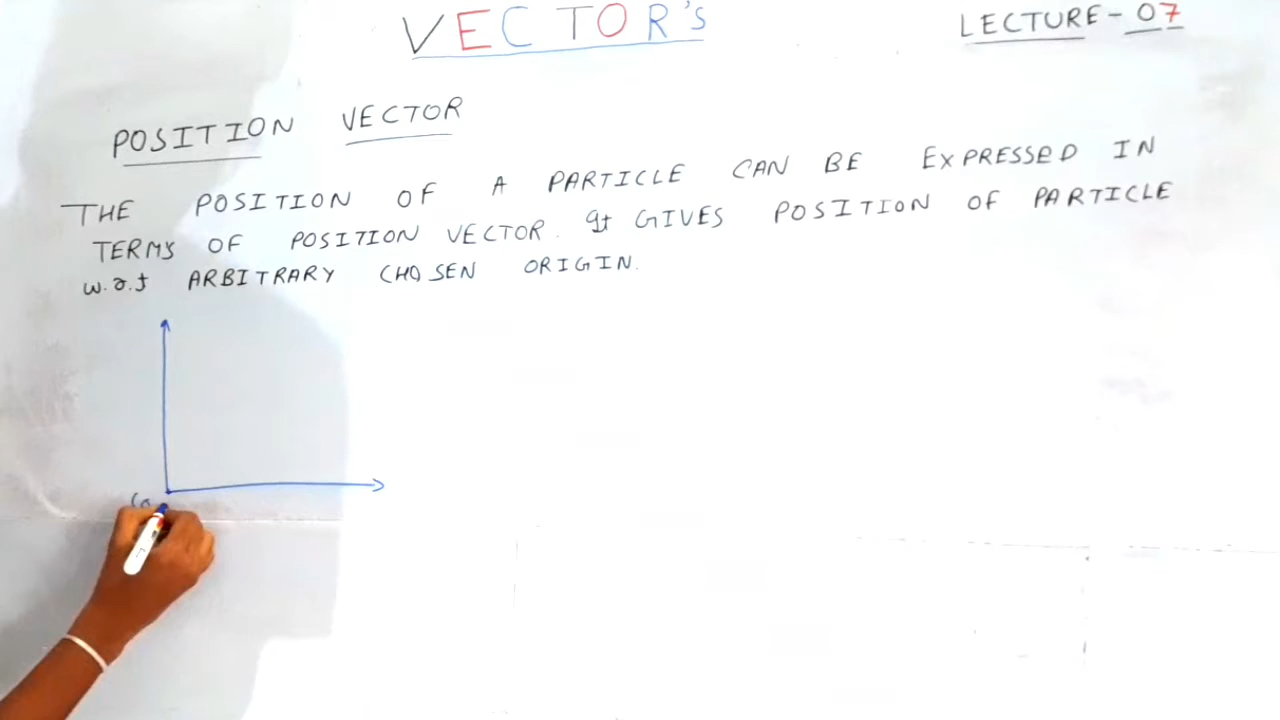 VECTOR's
LECTURE-07
POSITION VECTOR
THE POSITION OF A PARTICLE CAN BE EXPRESSED IN
TERMS OF POSITION VECTOR. It GIVES POSITION OF PARTICLE
w.r.t ARBITRARY CHOSEN ORIGIN.